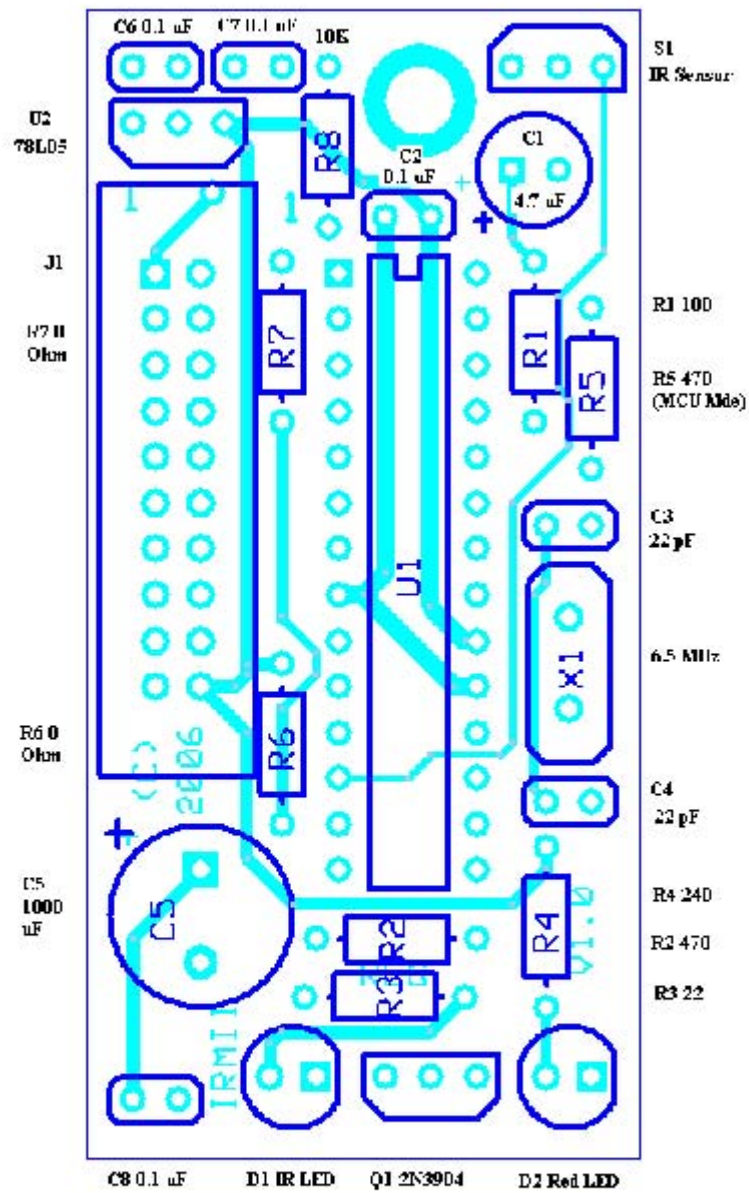 C6 0.1 uF
C7 0.1 uF
10K
S1
IR Sensor
U2
78L05
R8
C2
0.1 uF
+
C1
4.7 uF
+
1
1
J1
R7 0
Ohm
R7
R1
R1 100
R5
R5 470
(MCU Mde)
C3
22 pF
U1
X1
6.5 MHz
R6 0
Ohm
(C)
2006
R6
C4
22 pF
+
C5
1000
uF
C5
R4 240
R4
V1.0
R2
R2 470
R3
R3 22
C8 0.1 uF
D1 IR LED
Q1 2N3904
D2 Red LED